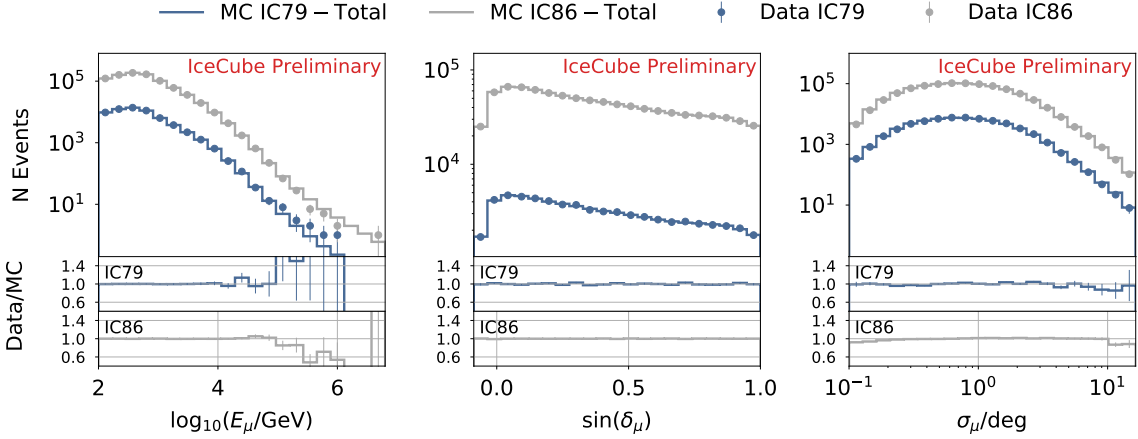 MC IC79 − Total MC IC86 − Total Data IC79 Data IC86
IceCube Preliminary IceCube Preliminary IceCube Preliminary
N Events
10^5
10^3
10^1
10^5
10^4
10^5
10^3
10^1
Data/MC
IC79 IC79 IC79
1.4 1.4 1.4
1.0 1.0 1.0
0.6 0.6 0.6
IC86 IC86 IC86
1.4 1.4 1.4
1.0 1.0 1.0
0.6 0.6 0.6
2 4 6 0.0 0.5 1.0 10^−1 10^0 10^1
log10(Eμ/GeV) sin(δμ) σμ/deg